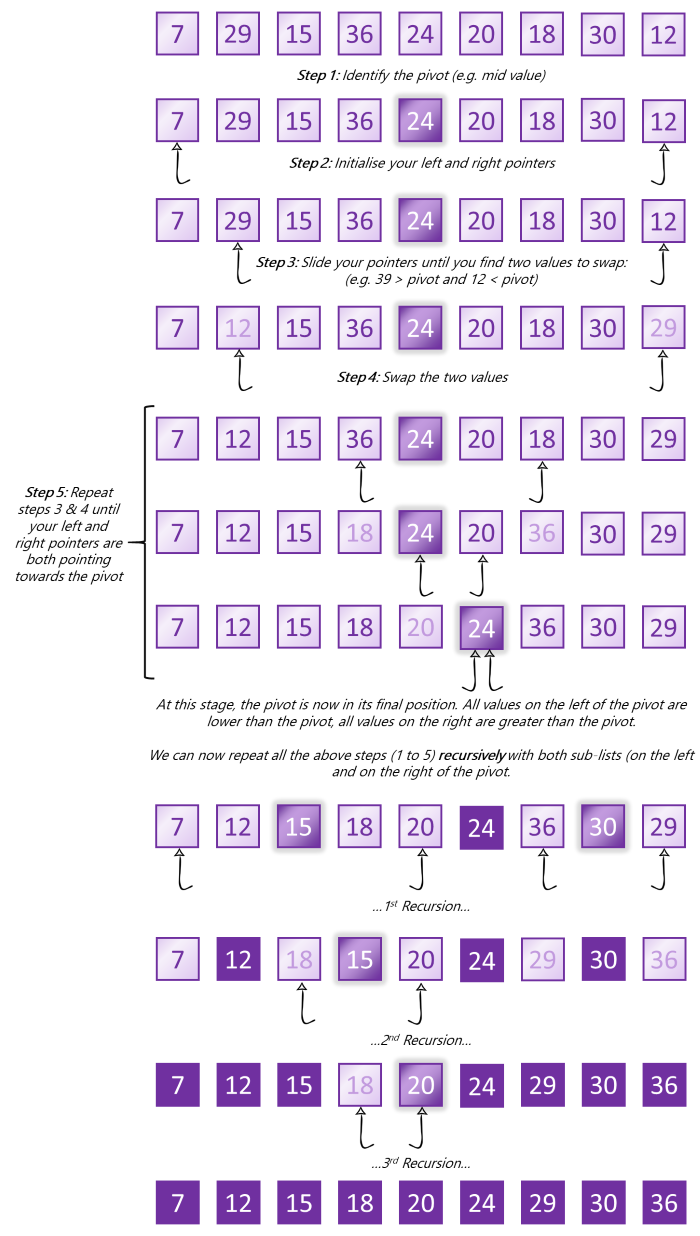 7 29 15 36 24 20 18 30 12
Step 1: Identify the pivot (e.g. mid value)
7 29 15 36 24 20 18 30 12
Step 2: Initialise your left and right pointers
7 29 15 36 24 20 18 30 12
Step 3: Slide your pointers until you find two values to swap:
(e.g. 39 > pivot and 12 < pivot)
7 12 15 36 24 20 18 30 29
Step 4: Swap the two values
7 12 15 36 24 20 18 30 29
Step 5: Repeat
steps 3 & 4 until
your left and
right pointers are
both pointing
towards the pivot
7 12 15 18 24 20 36 30 29
7 12 15 18 20 24 36 30 29
At this stage, the pivot is now in its final position. All values on the left of the pivot are
lower than the pivot, all values on the right are greater than the pivot.
We can now repeat all the above steps (1 to 5) recursively with both sub-lists (on the left
and on the right of the pivot.
7 12 15 18 20 24 36 30 29
...1st Recursion...
7 12 18 15 20 24 29 30 36
...2nd Recursion...
7 12 15 18 20 24 29 30 36
...3rd Recursion...
7 12 15 18 20 24 29 30 36